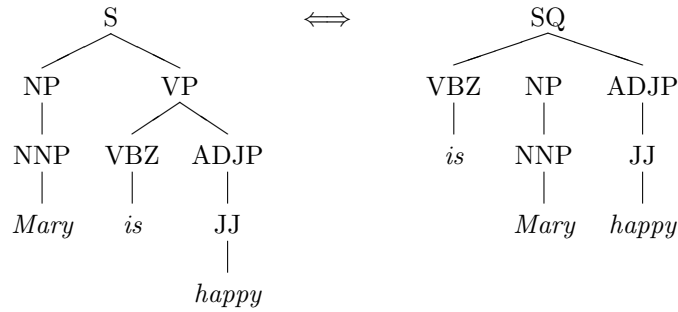 S ⟺ SQ
NP VP VBZ NP ADJP
NNP VBZ ADJP is NNP JJ
Mary is JJ Mary happy
happy